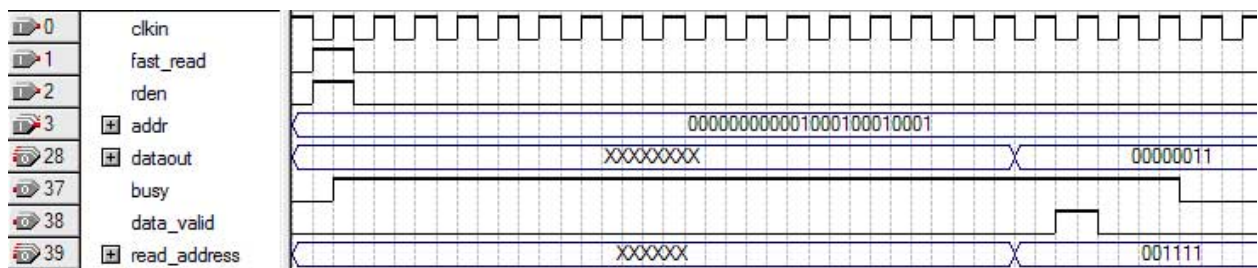 0 clkin
1 fast_read
2 rden
3 addr 000000000001000100010001
28 dataout XXXXXXXX 00000011
37 busy
38 data_valid
39 read_address XXXXXX 001111